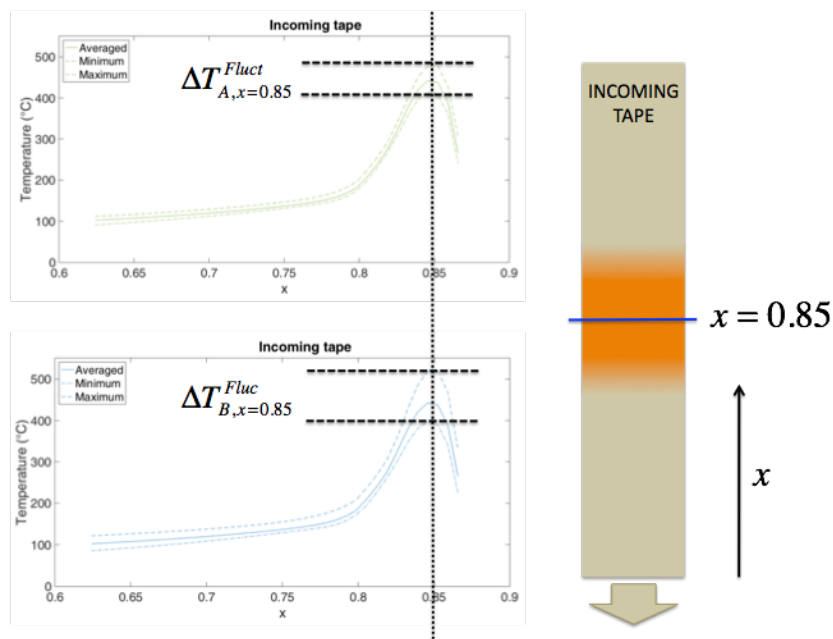 Incoming tape
Averaged
Minimum
Maximum
ΔT^{Fluct}_{A,x=0.85}
Temperature (°C)
500
400
300
200
100
0
0.6
0.65
0.7
0.75
0.8
0.85
0.9
x
Incoming tape
Averaged
Minimum
Maximum
ΔT^{Fluc}_{B,x=0.85}
Temperature (°C)
500
400
300
200
100
0
0.6
0.65
0.7
0.75
0.8
0.85
0.9
x
INCOMING
TAPE
x = 0.85
x